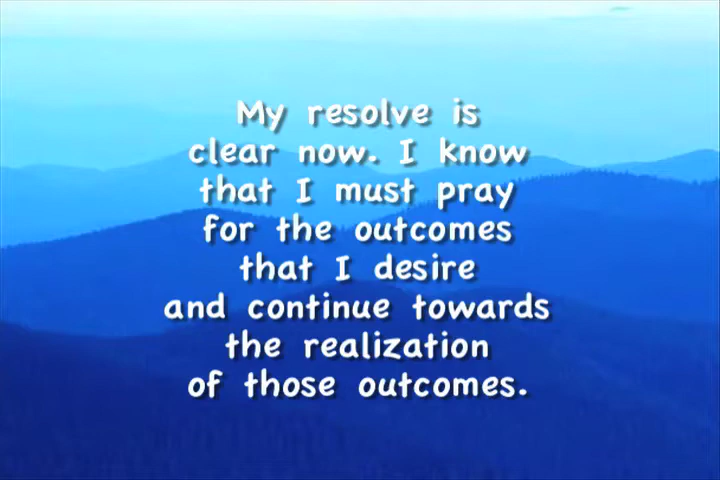 My resolve is
clear now. I know
that I must pray
for the outcomes
that I desire
and continue towards
the realization
of those outcomes.